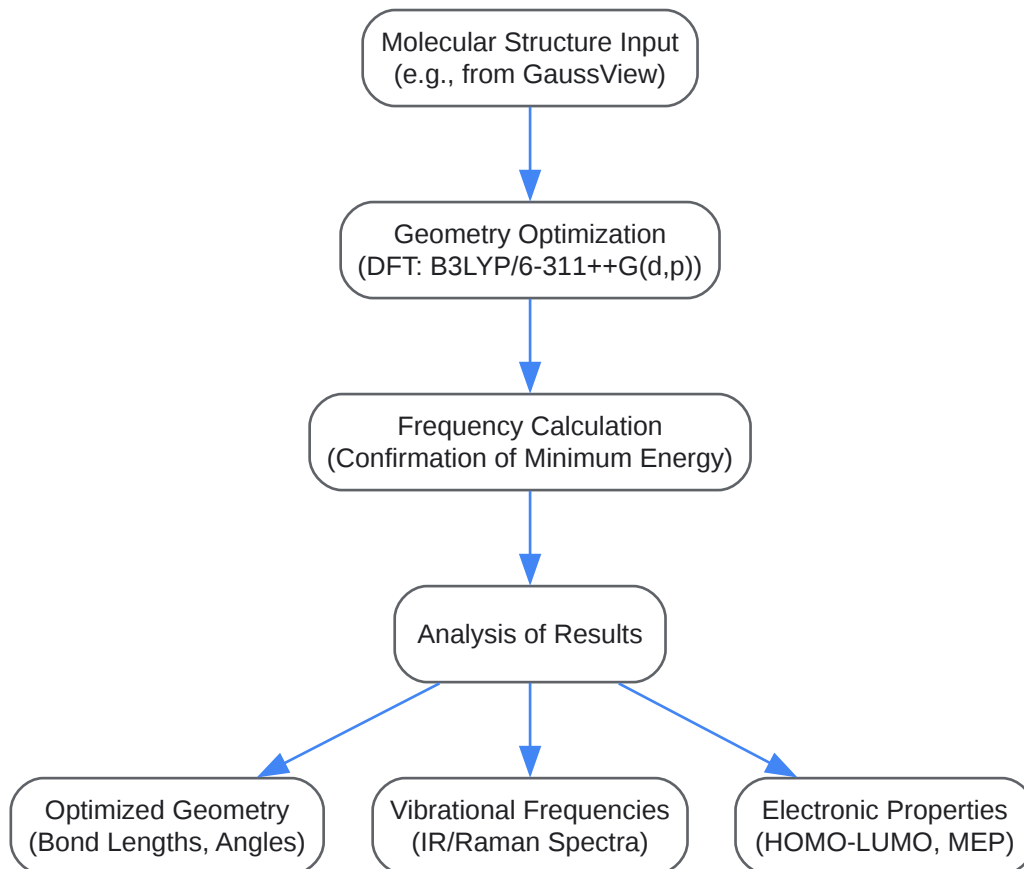 Molecular Structure Input
(e.g., from GaussView)
Geometry Optimization
(DFT: B3LYP/6-311++G(d,p))
Frequency Calculation
(Confirmation of Minimum Energy)
Analysis of Results
Optimized Geometry
(Bond Lengths, Angles)
Vibrational Frequencies
(IR/Raman Spectra)
Electronic Properties
(HOMO-LUMO, MEP)